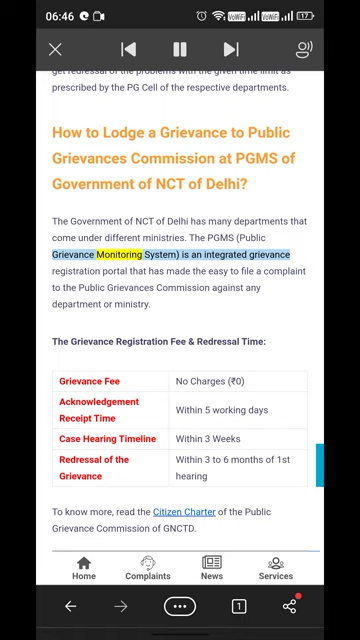 06:46
VoWiFi VoWiFi 17
get redressal of the problems with the given time limit as
prescribed by the PG Cell of the respective departments.
How to Lodge a Grievance to Public
Grievances Commission at PGMS of
Government of NCT of Delhi?
The Government of NCT of Delhi has many departments that
come under different ministries. The PGMS (Public
Grievance Monitoring System) is an integrated grievance
registration portal that has made the easy to file a complaint
to the Public Grievances Commission against any
department or ministry.
The Grievance Registration Fee & Redressal Time:
Grievance Fee No Charges (₹0)
Acknowledgement
Receipt Time Within 5 working days
Case Hearing Timeline Within 3 Weeks
Redressal of the Within 3 to 6 months of 1st
Grievance hearing
To know more, read the Citizen Charter of the Public
Grievance Commission of GNCTD.
Home Complaints News Services
1